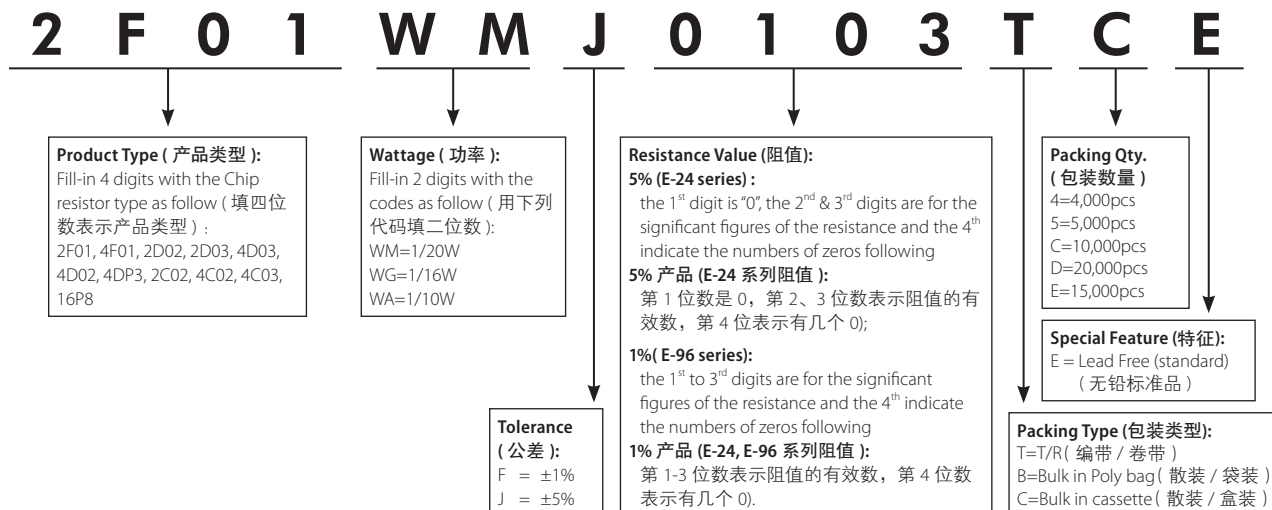 2 F 0 1 W M J 0 1 0 3 T C E
Product Type ( 产品类型 ):
Fill-in 4 digits with the Chip
resistor type as follow ( 填四位
数表示产品类型 ) :
2F01, 4F01, 2D02, 2D03, 4D03,
4D02, 4DP3, 2C02, 4C02, 4C03,
16P8
Wattage ( 功率 ):
Fill-in 2 digits with the
codes as follow ( 用下列
代码填二位数 ):
WM=1/20W
WG=1/16W
WA=1/10W
Tolerance
( 公差 ):
F = ±1%
J = ±5%
Resistance Value (阻值):
5% (E-24 series) :
the 1st digit is “0”, the 2nd & 3rd digits are for the
significant figures of the resistance and the 4th
indicate the numbers of zeros following
5% 产品 (E-24 系列阻值 ):
第 1 位数是 0，第 2、3 位数表示阻值的有
效数，第 4 位表示有几个 0);
1%( E-96 series):
the 1st to 3rd digits are for the significant
figures of the resistance and the 4th indicate
the numbers of zeros following
1% 产品 (E-24, E-96 系列阻值 ):
第 1-3 位数表示阻值的有效数，第 4 位数
表示有几个 0).
Packing Qty.
( 包装数量 )
4=4,000pcs
5=5,000pcs
C=10,000pcs
D=20,000pcs
E=15,000pcs
Special Feature (特征):
E = Lead Free (standard)
( 无铅标准品 )
Packing Type (包装类型):
T=T/R( 编带 / 卷带 )
B=Bulk in Poly bag( 散装 / 袋装 )
C=Bulk in cassette( 散装 / 盒装 )